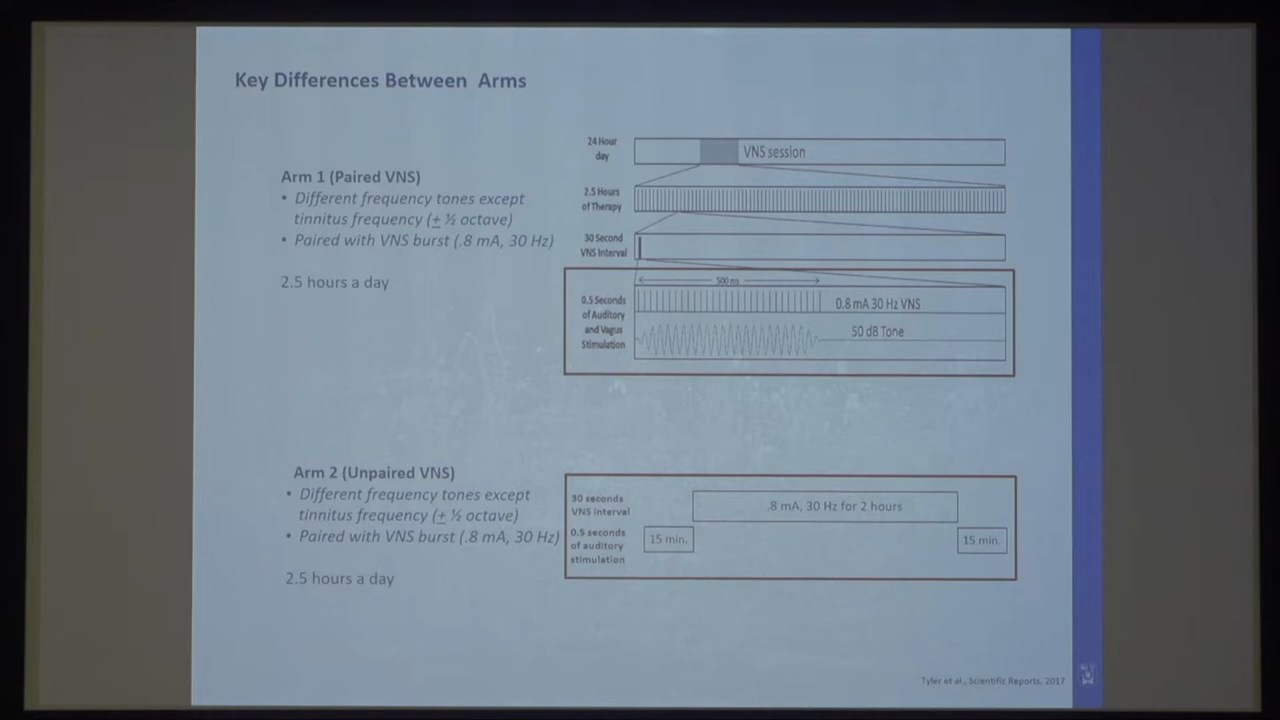 Key Differences Between Arms
Arm 1 (Paired VNS)
• Different frequency tones except
tinnitus frequency (± ½ octave)
• Paired with VNS burst (.8 mA, 30 Hz)
2.5 hours a day
24 Hour
day
VNS session
2.5 Hours
of Therapy
30 Second
VNS Interval
500 ms
0.5 Seconds
of Auditory
and Vagus
Stimulation
0.8 mA 30 Hz VNS
50 dB Tone
Arm 2 (Unpaired VNS)
• Different frequency tones except
tinnitus frequency (± ½ octave)
• Paired with VNS burst (.8 mA, 30 Hz)
2.5 hours a day
30 seconds
VNS interval
.8 mA, 30 Hz for 2 hours
0.5 seconds
of auditory
stimulation
15 min.
15 min.
Tyler et al., Scientific Reports, 2017